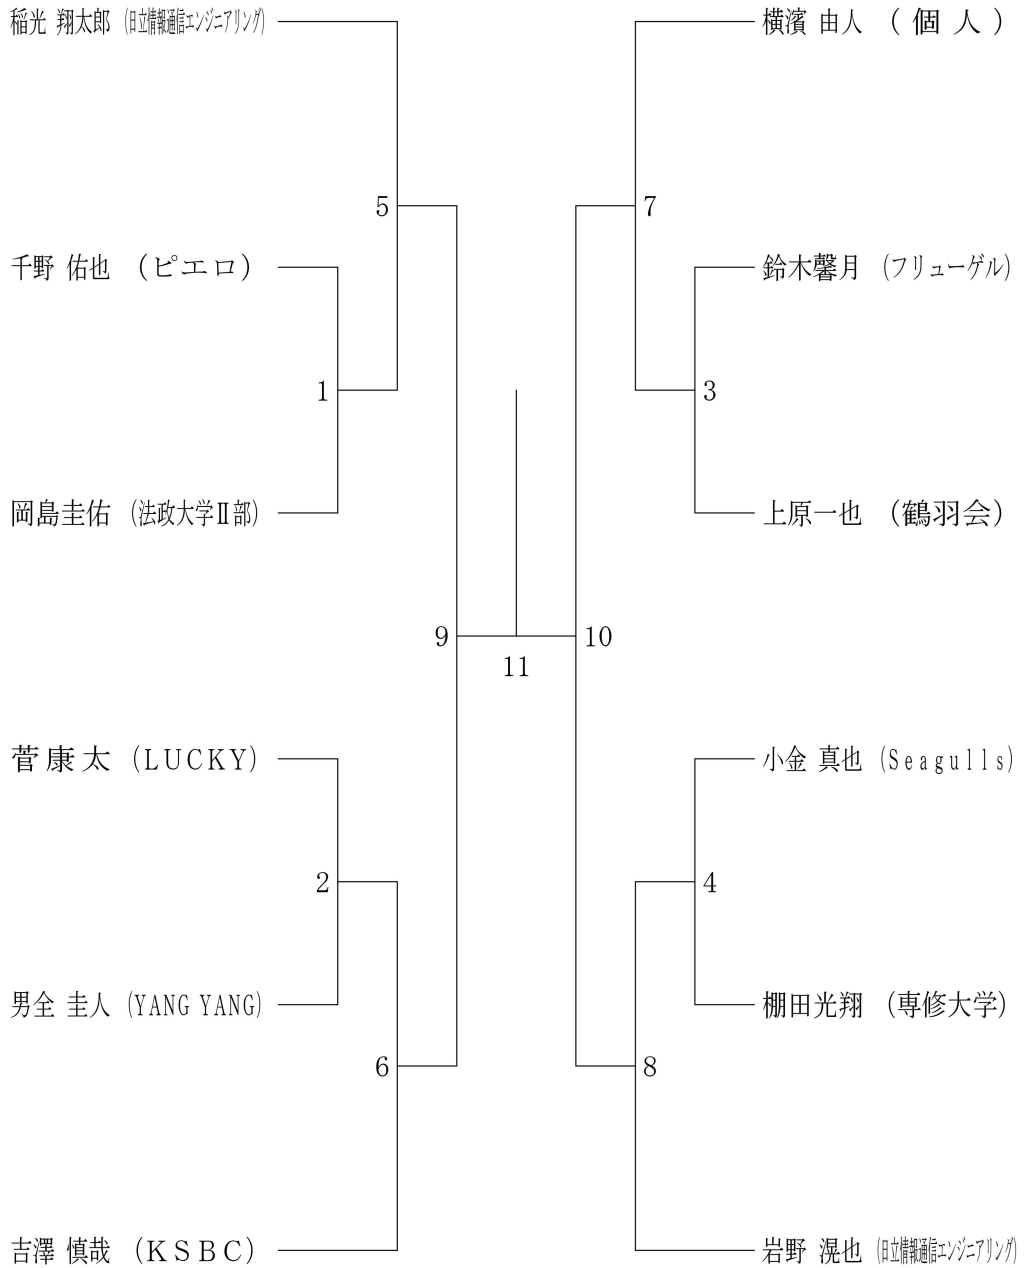 稲光 翔太郎 (日立情報通信エンジニアリング)
横濱 由人 (個人)
5
7
千野 佑也 (ピエロ)
鈴木馨月 (フリューゲル)
1
3
岡島圭佑 (法政大学Ⅱ部)
上原一也 (鶴羽会)
9
10
11
菅康太 (LUCKY)
小金 真也 (Seagulls)
2
4
男全 圭人 (YANG YANG)
棚田光翔 (専修大学)
6
8
吉澤 慎哉 (KSBC)
岩野 滉也 (日立情報通信エンジニアリング)